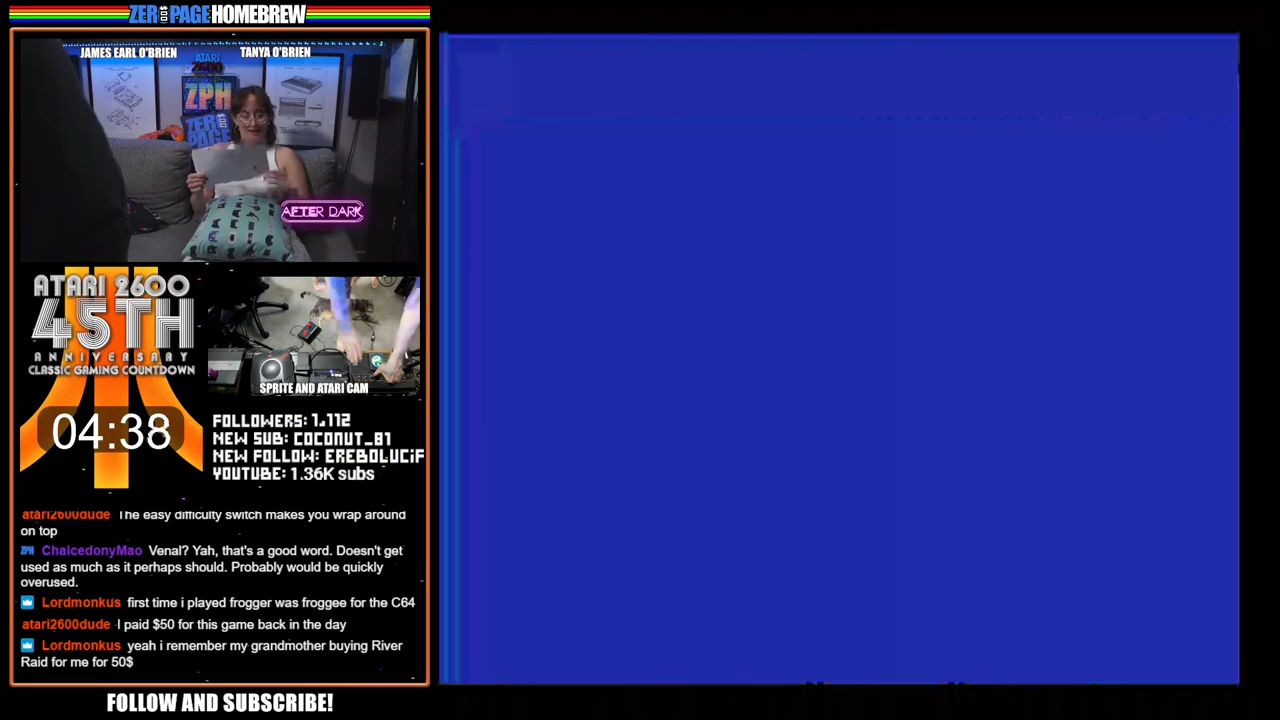 ZERO PAGE HOMEBREW
JAMES EARL O'BRIEN
TANYA O'BRIEN
ATARI
2600
ZPH
ZERO
PAGE
AFTER DARK
ATARI 2600
45TH
ANNIVERSARY
CLASSIC GAMING COUNTDOWN
04:38
SPRITE AND ATARI CAM
FOLLOWERS: 1,112
NEW SUB: COCONUT_81
NEW FOLLOW: EREBOLUCIF
YOUTUBE: 1.36K subs
atari2600dude The easy difficulty switch makes you wrap around
on top
ZPH ChalcedonyMao Venal? Yah, that's a good word. Doesn't get
used as much as it perhaps should. Probably would be quickly
overused.
Lordmonkus first time i played frogger was froggee for the C64
atari2600dude I paid $50 for this game back in the day
Lordmonkus yeah i remember my grandmother buying River
Raid for me for 50$
FOLLOW AND SUBSCRIBE!